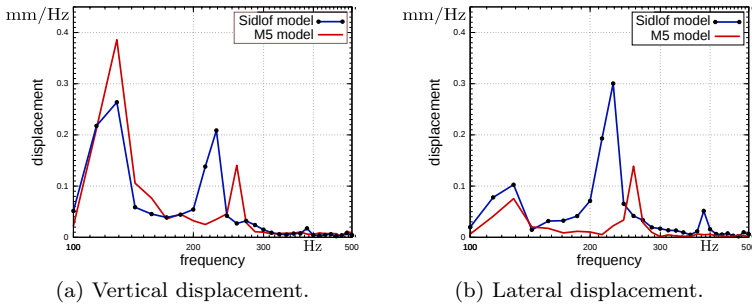 mm/Hz
Sidlof model
M5 model
0.4
0.3
0.2
0.1
0
displacement
100
200
300
Hz
500
frequency
(a) Vertical displacement.
mm/Hz
Sidlof model
M5 model
0.4
0.3
0.2
0.1
0
displacement
100
200
300
Hz
500
frequency
(b) Lateral displacement.